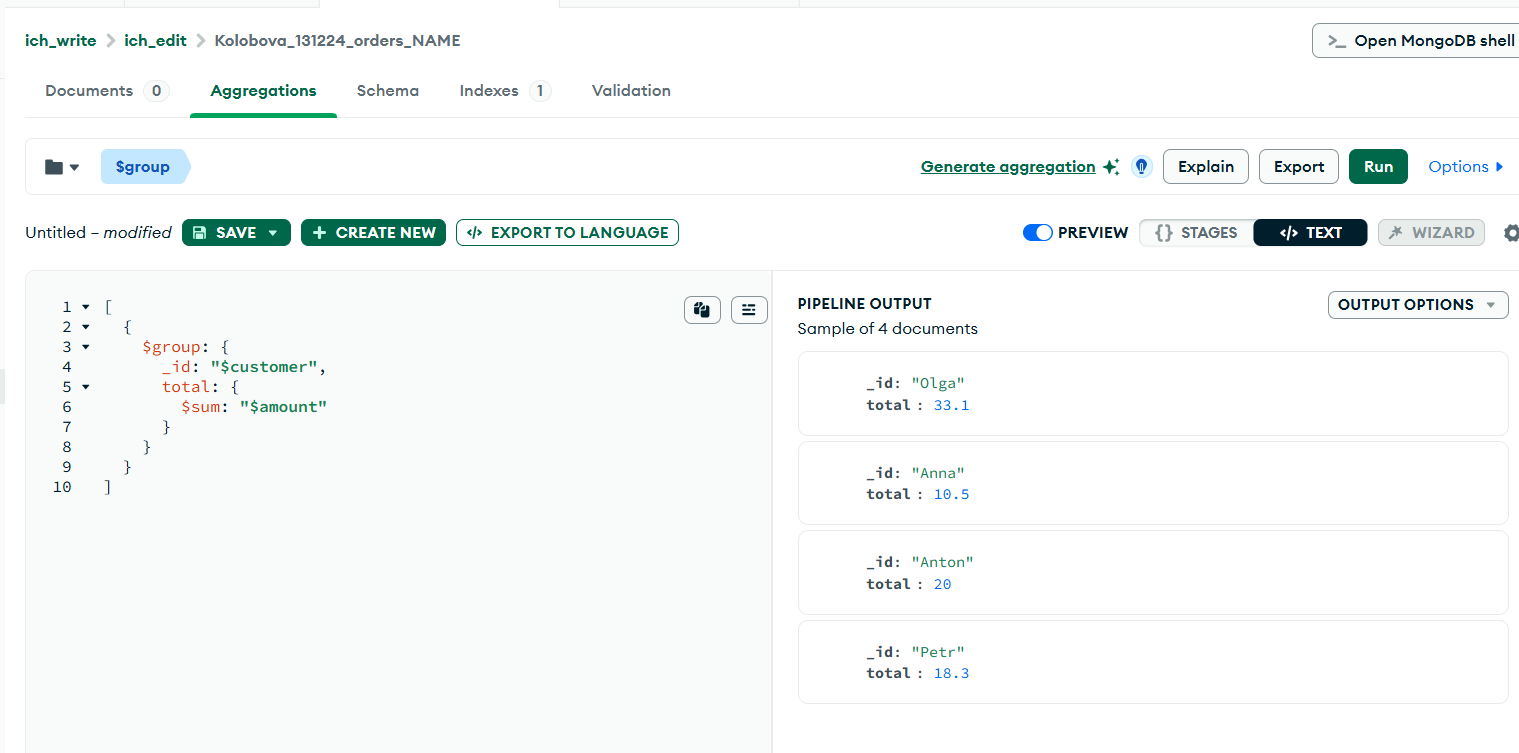 ich_write > ich_edit > Kolobova_131224_orders_NAME
>_ Open MongoDB shell
Documents 0 Aggregations Schema Indexes 1 Validation
$group
Generate aggregation Explain Export Run Options
Untitled – modified SAVE + CREATE NEW </> EXPORT TO LANGUAGE
PREVIEW {} STAGES </> TEXT WIZARD
1 [
2 {
3 $group: {
4 _id: "$customer",
5 total: {
6 $sum: "$amount"
7 }
8 }
9 }
10 ]
PIPELINE OUTPUT
Sample of 4 documents
OUTPUT OPTIONS
_id: "Olga"
total : 33.1
_id: "Anna"
total : 10.5
_id: "Anton"
total : 20
_id: "Petr"
total : 18.3